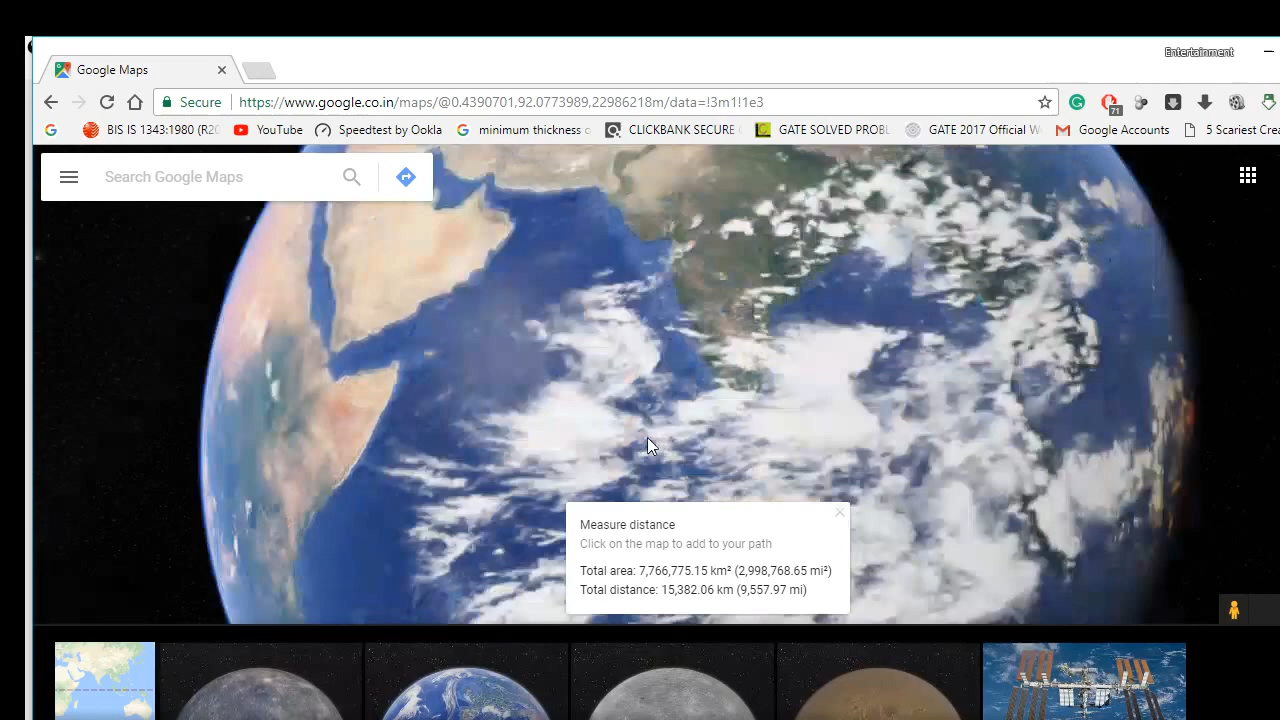 Entertainment
Google Maps
Secure https://www.google.co.in/maps/@0.4390701,92.0773989,22986218m/data=!3m1!1e3
71
BIS IS 1343:1980 (R20 YouTube Speedtest by Ookla minimum thickness o CLICKBANK SECURE GATE SOLVED PROBL GATE 2017 Official W Google Accounts 5 Scariest Cre
Search Google Maps
Measure distance
Click on the map to add to your path
Total area: 7,766,775.15 km² (2,998,768.65 mi²)
Total distance: 15,382.06 km (9,557.97 mi)